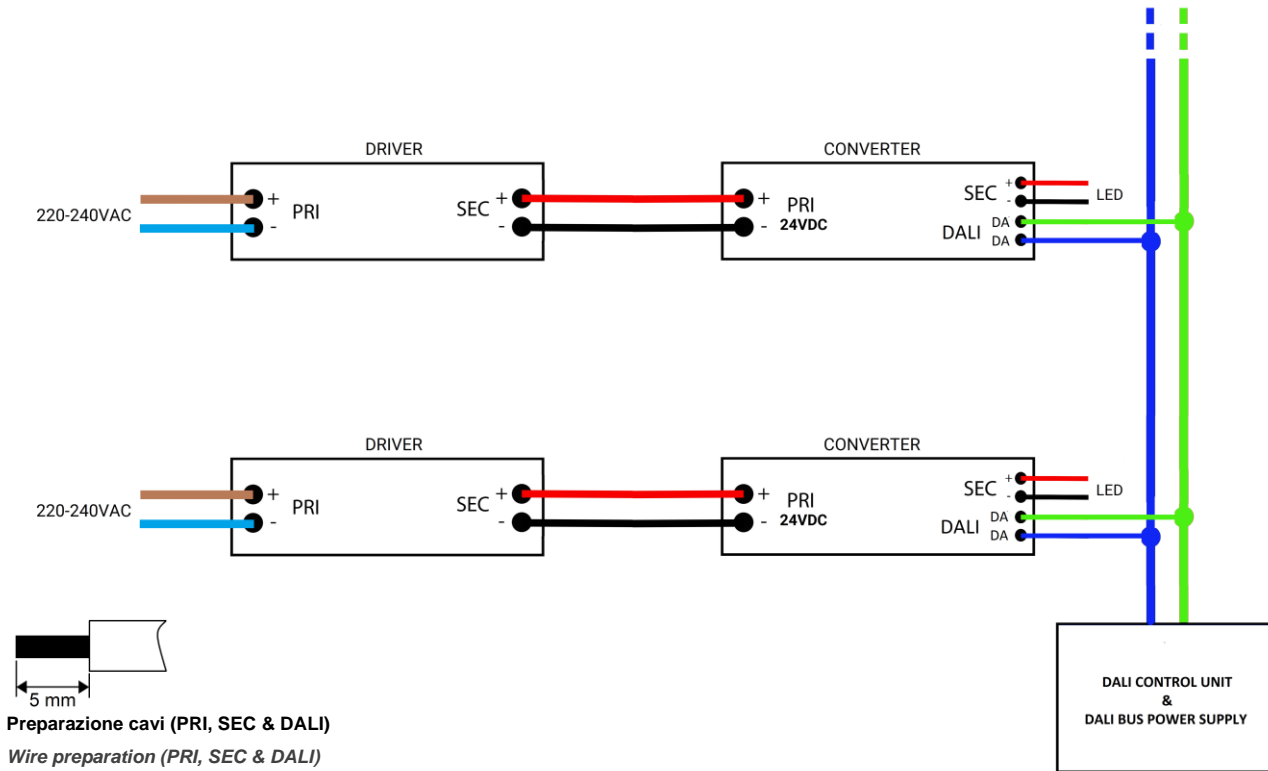 DRIVER
CONVERTER
220-240VAC
+
-
PRI
SEC
+
-
+
-
PRI
24VDC
SEC
+
-
LED
DALI
DA
DA
DRIVER
CONVERTER
220-240VAC
+
-
PRI
SEC
+
-
+
-
PRI
24VDC
SEC
+
-
LED
DALI
DA
DA
5 mm
Preparazione cavi (PRI, SEC & DALI)
Wire preparation (PRI, SEC & DALI)
DALI CONTROL UNIT
&
DALI BUS POWER SUPPLY